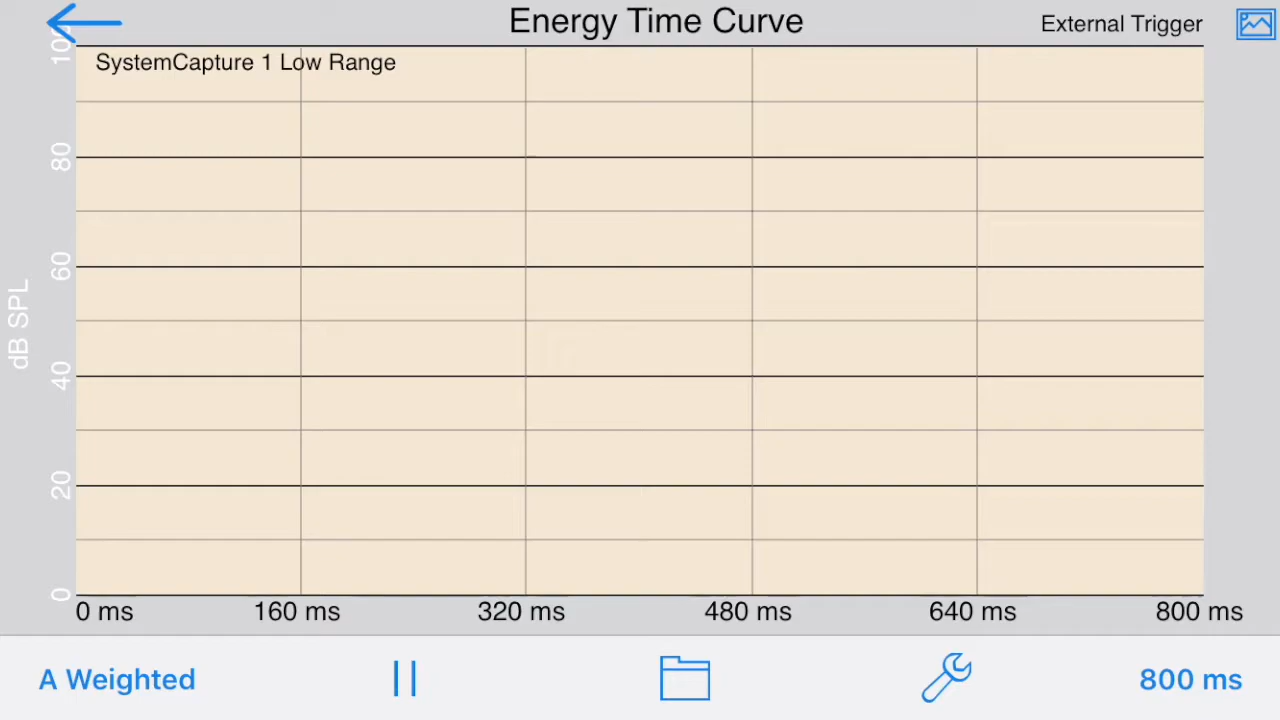 Energy Time Curve
External Trigger
SystemCapture 1 Low Range
100
80
60
40
20
0
dB SPL
0 ms
160 ms
320 ms
480 ms
640 ms
800 ms
A Weighted
800 ms